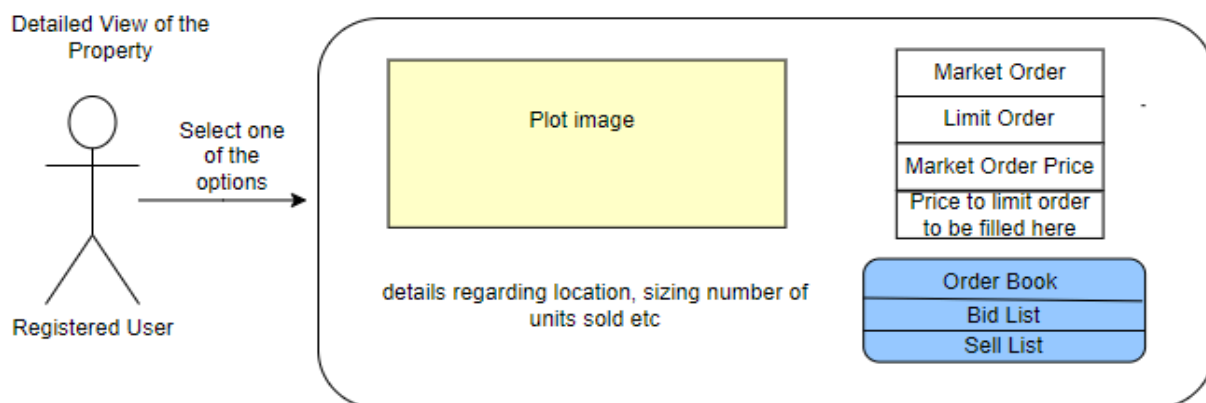 Detailed View of the
Property
Select one
of the
options
Registered User
Plot image
details regarding location, sizing number of
units sold etc
Market Order
Limit Order
Market Order Price
Price to limit order
to be filled here
Order Book
Bid List
Sell List